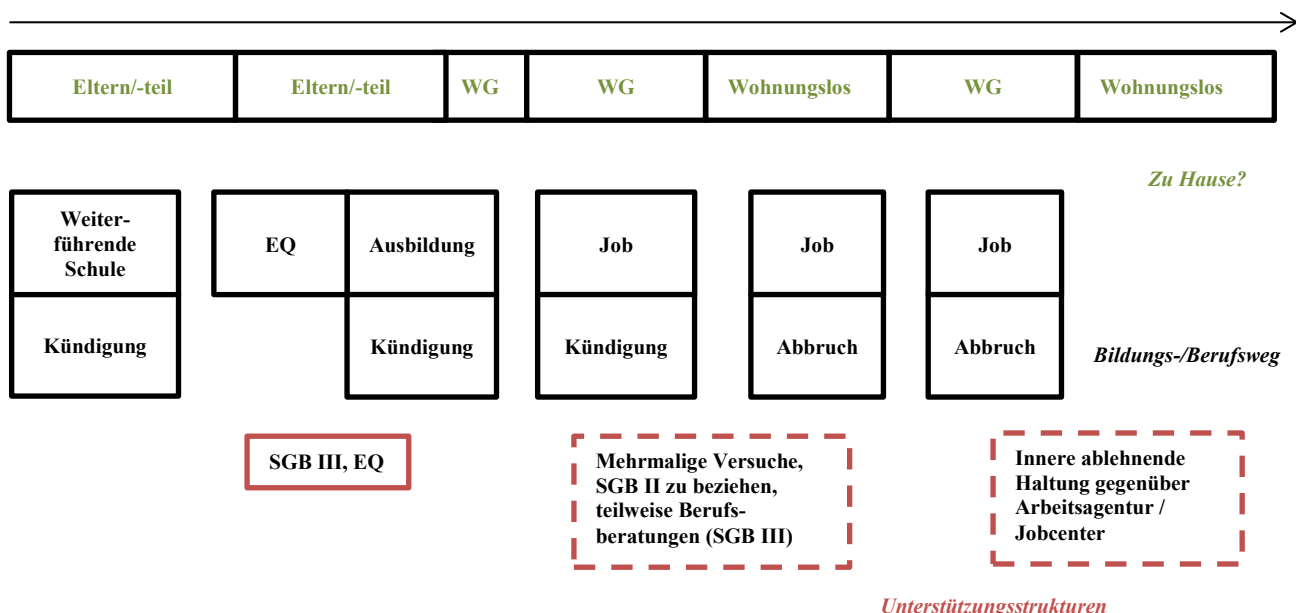 Eltern/-teil
Eltern/-teil
WG
WG
Wohnungslos
WG
Wohnungslos
Zu Hause?
Weiter-
führende
Schule
EQ
Ausbildung
Job
Job
Job
Kündigung
Kündigung
Kündigung
Abbruch
Abbruch
Bildungs-/Berufsweg
SGB III, EQ
Mehrmalige Versuche,
SGB II zu beziehen,
teilweise Berufs-
beratungen (SGB III)
Innere ablehnende
Haltung gegenüber
Arbeitsagentur /
Jobcenter
Unterstützungsstrukturen